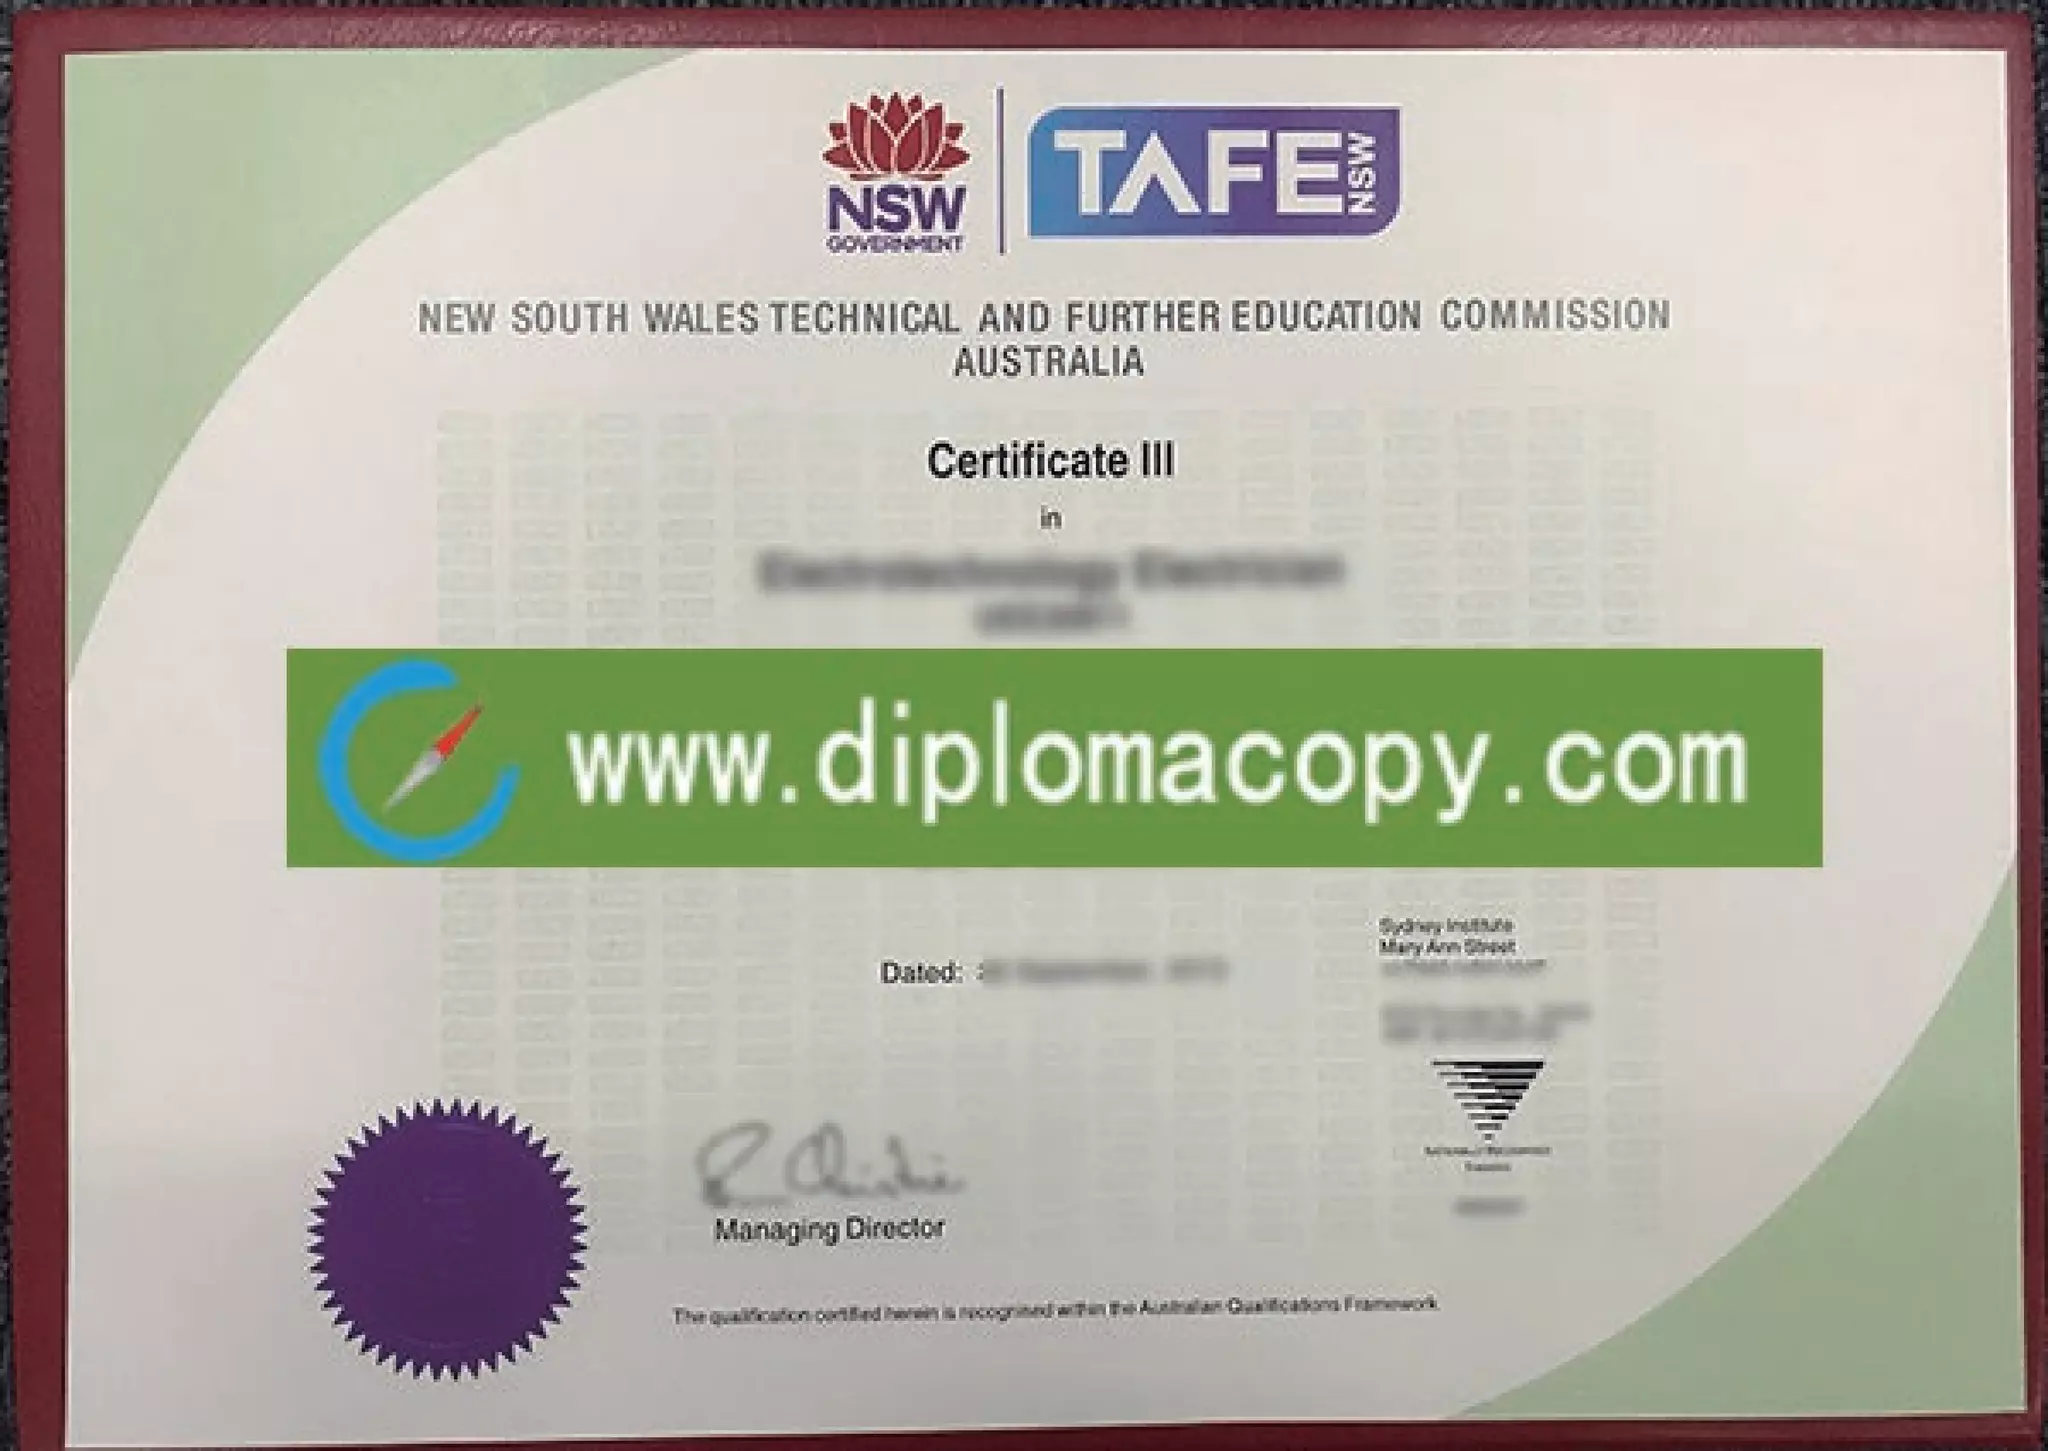 NSW
GOVERNMENT
TAFE NSW
NEW SOUTH WALES TECHNICAL AND FURTHER EDUCATION COMMISSION
AUSTRALIA
Certificate III
in
Electrotechnology Electrician
www.diplomacopy.com
Sydney Institute
Mary Ann Street
Dated:
Managing Director
The qualification certified herein is recognised within the Australian Qualifications Framework.